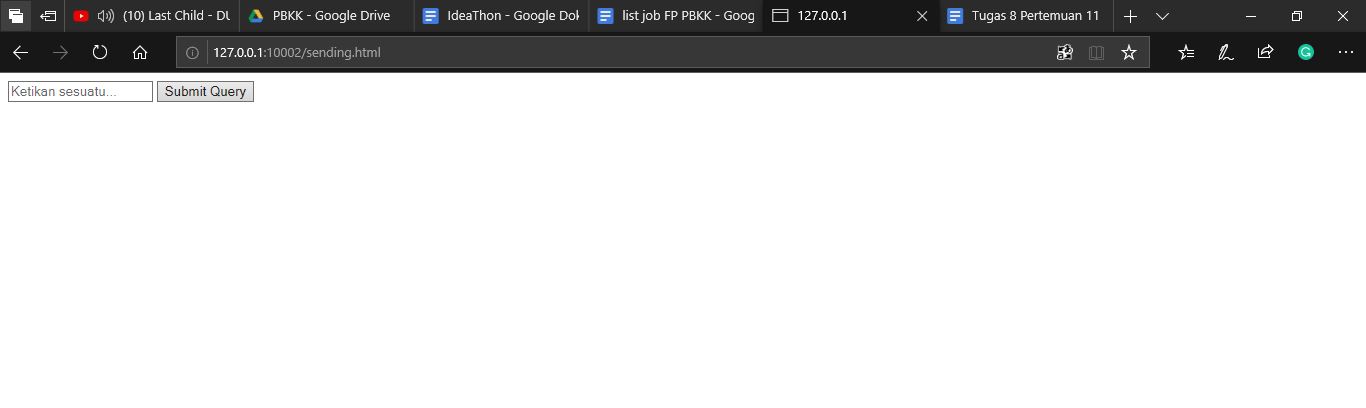 (10) Last Child - DU PBKK - Google Drive IdeaThon - Google Dok list job FP PBKK - Goog 127.0.0.1 Tugas 8 Pertemuan 11
127.0.0.1:10002/sending.html
Ketikan sesuatu... Submit Query